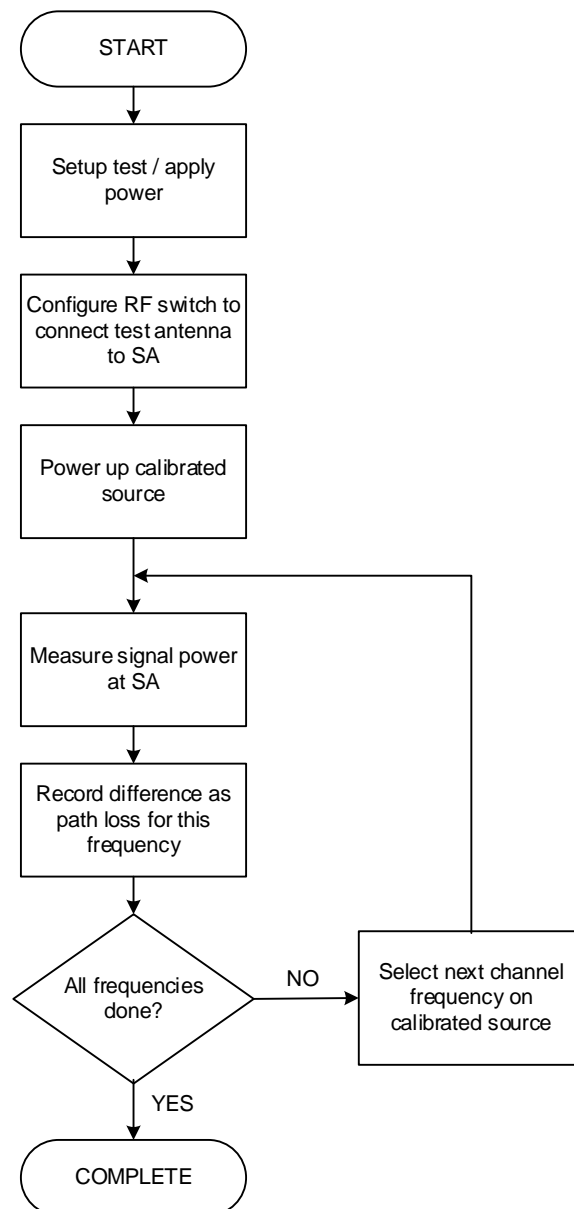 START
Setup test / apply
power
Configure RF switch to
connect test antenna
to SA
Power up calibrated
source
Measure signal power
at SA
Record difference as
path loss for this
frequency
All frequencies
done?
NO
Select next channel
frequency on
calibrated source
YES
COMPLETE